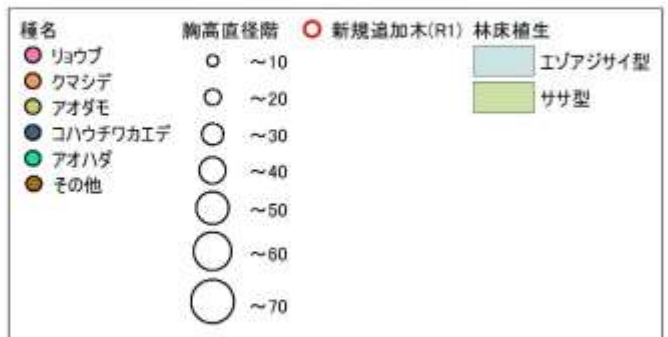 種名
リョウブ
クマシデ
アオダモ
コハウチワカエデ
アオハダ
その他
胸高直径階
～10
～20
～30
～40
～50
～60
～70
新規追加木(R1)
林床植生
エゾアジサイ型
ササ型